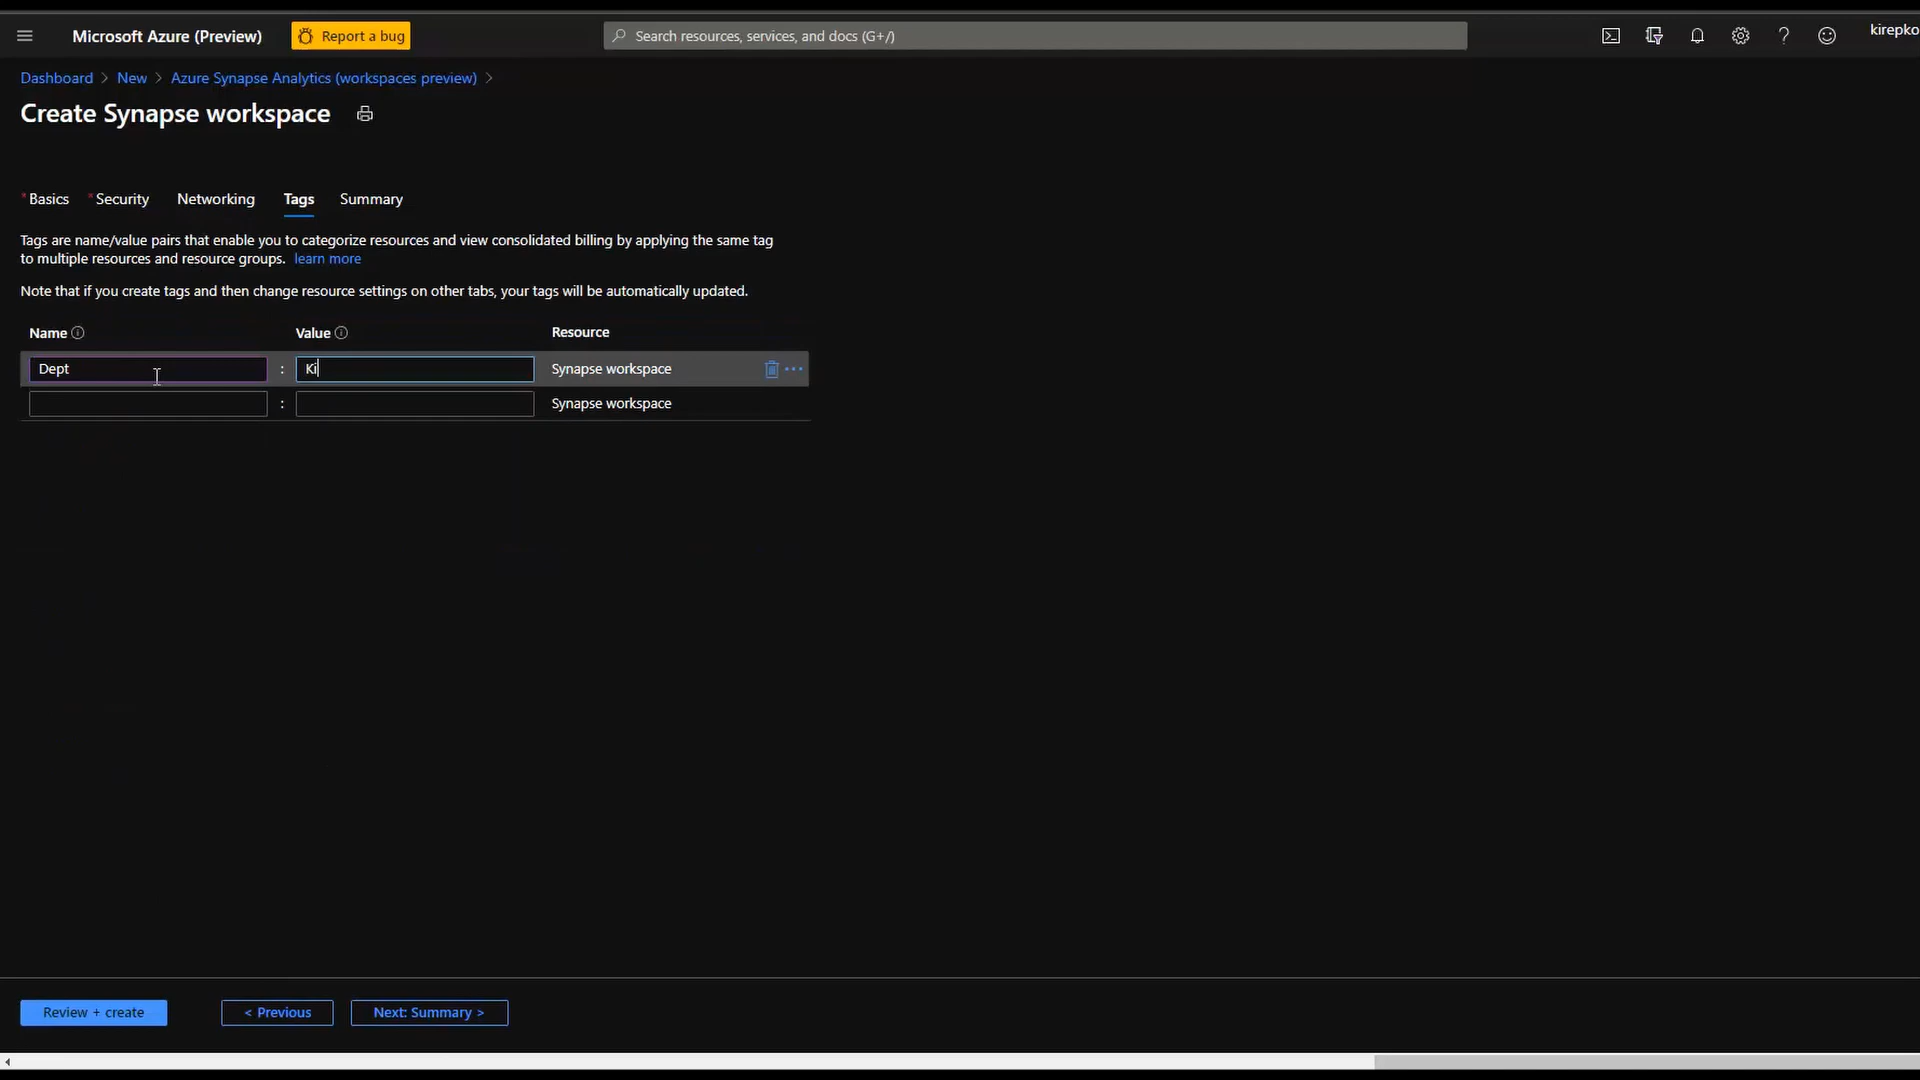 Microsoft Azure (Preview)
Report a bug
Search resources, services, and docs (G+/)
kirepko
Dashboard > New > Azure Synapse Analytics (workspaces preview) >
Create Synapse workspace
* Basics * Security Networking Tags Summary
Tags are name/value pairs that enable you to categorize resources and view consolidated billing by applying the same tag
to multiple resources and resource groups. learn more
Note that if you create tags and then change resource settings on other tabs, your tags will be automatically updated.
Name Value Resource
Dept : Ki Synapse workspace
: Synapse workspace
Review + create < Previous Next: Summary >